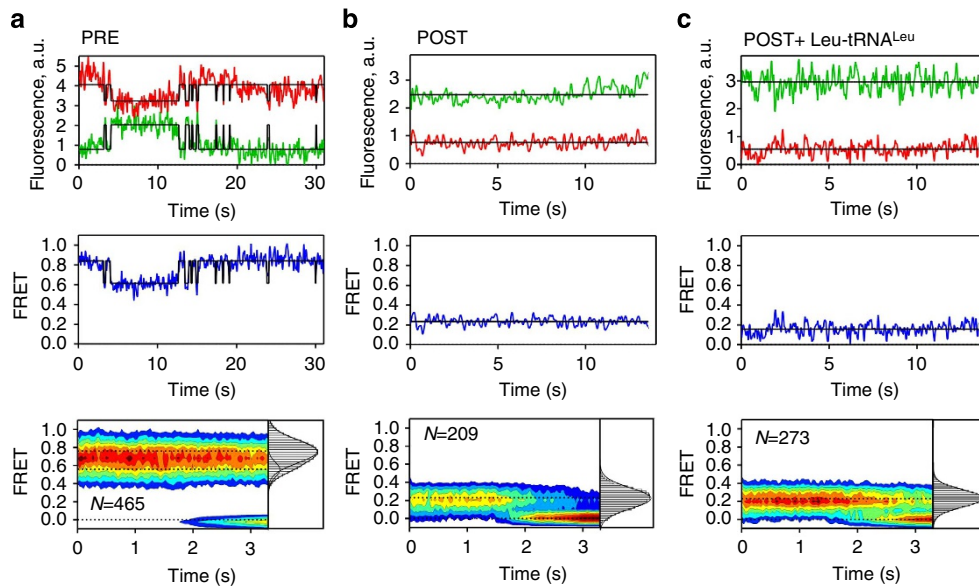 a
b
c
PRE
POST
POST+ Leu-tRNALeu
Fluorescence, a.u.
5
4
3
2
1
0
0 10 20 30
Time (s)
Fluorescence, a.u.
3
2
1
0
0 5 10
Time (s)
Fluorescence, a.u.
3
2
1
0
0 5 10
Time (s)
FRET
1.0
0.8
0.6
0.4
0.2
0.0
0 10 20 30
Time (s)
FRET
1.0
0.8
0.6
0.4
0.2
0.0
0 5 10
Time (s)
FRET
1.0
0.8
0.6
0.4
0.2
0.0
0 5 10
Time (s)
FRET
1.0
0.8
0.6
0.4
0.2
0.0
N=465
0 1 2 3
Time (s)
FRET
1.0
0.8
0.6
0.4
0.2
0.0
N=209
0 1 2 3
Time (s)
FRET
1.0
0.8
0.6
0.4
0.2
0.0
N=273
0 1 2 3
Time (s)